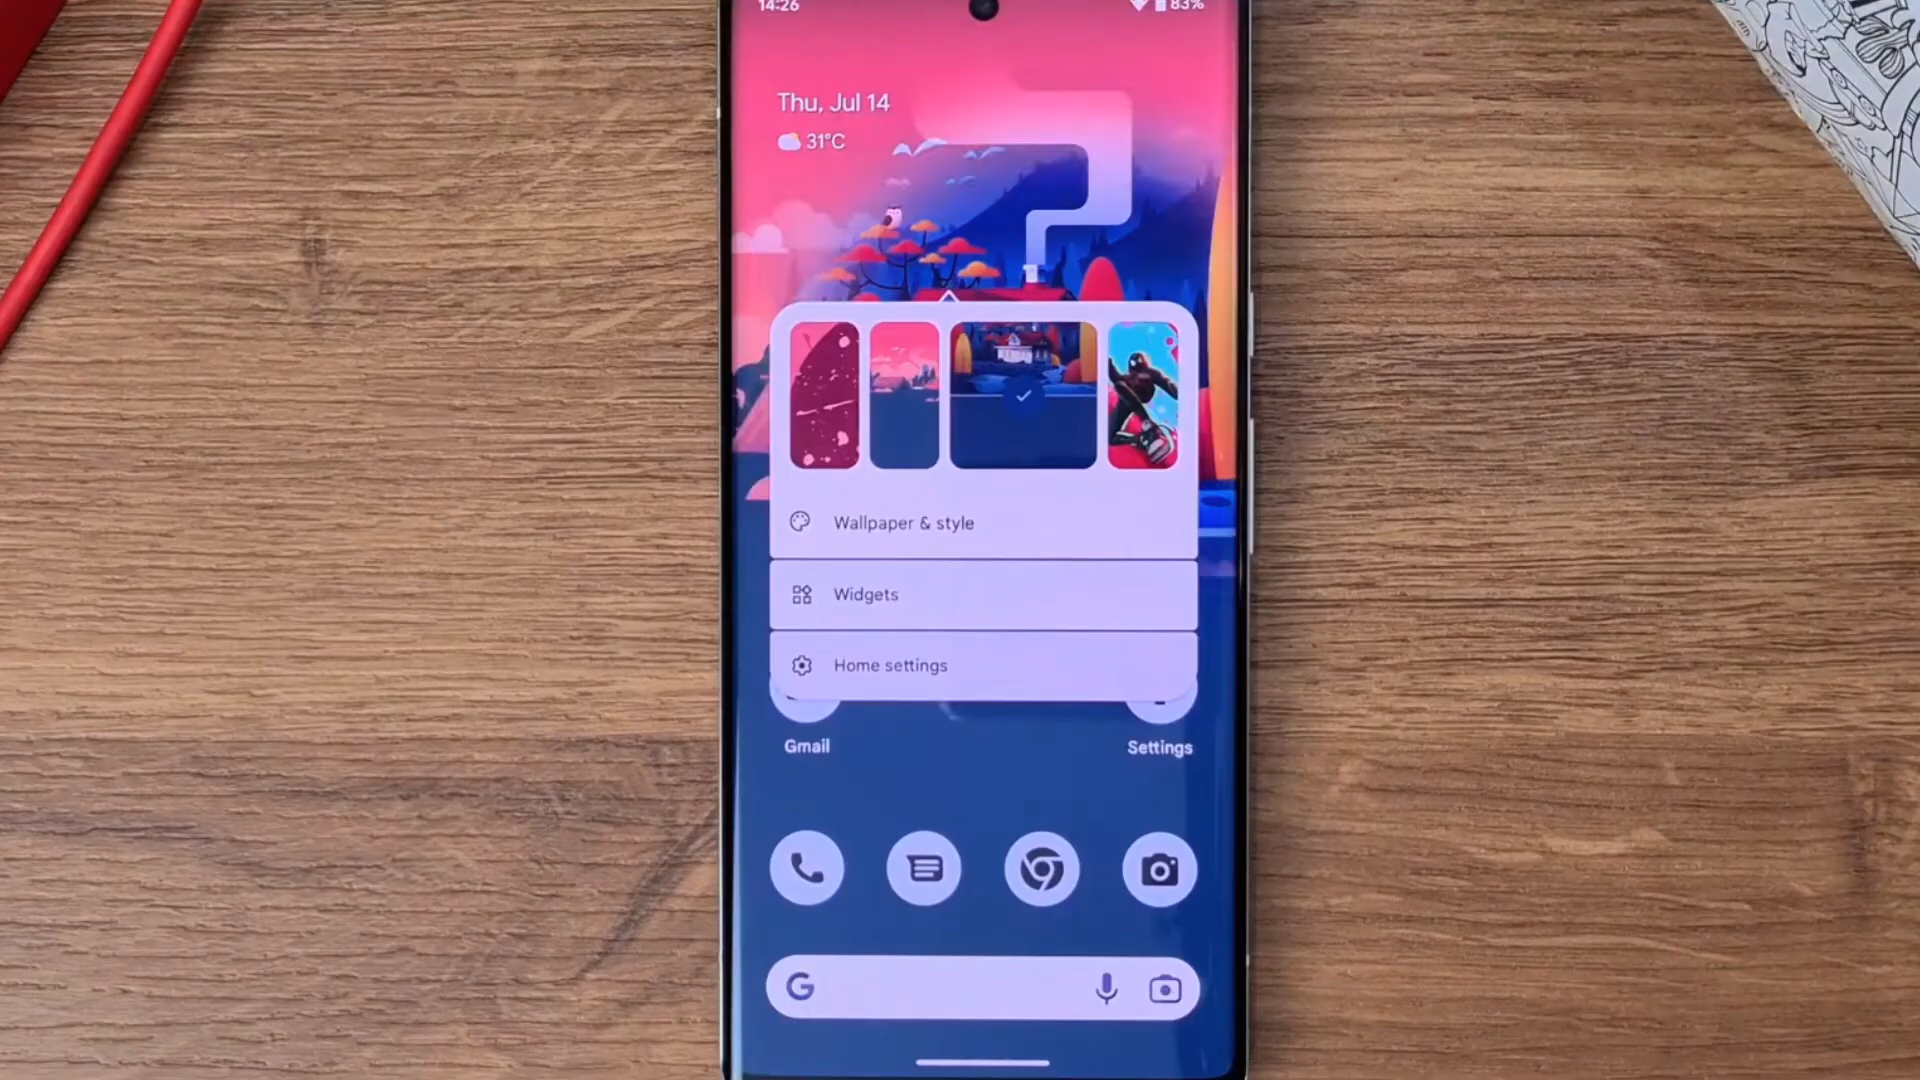 14:26
83%
Thu, Jul 14
31°C
Wallpaper & style
Widgets
Home settings
Gmail
Settings